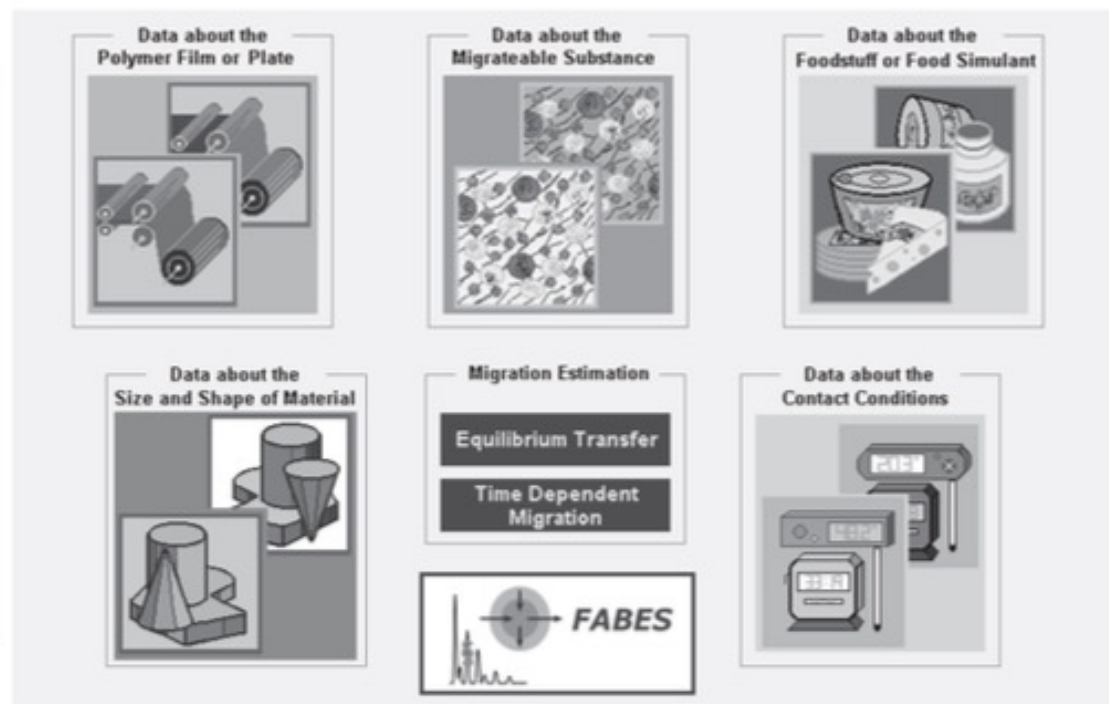 Data about the
Polymer Film or Plate
Data about the
Migrateable Substance
Data about the
Foodstuff or Food Simulant
Data about the
Size and Shape of Material
Migration Estimation
Equilibrium Transfer
Time Dependent
Migration
Data about the
Contact Conditions
FABES